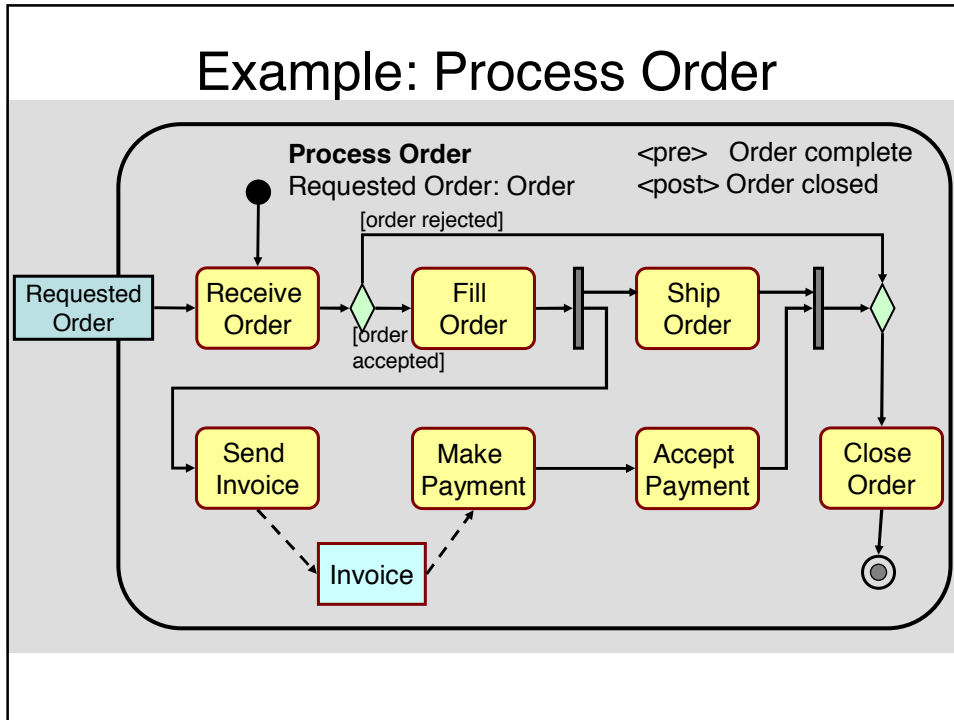 Example: Process Order
Process Order
Requested Order: Order
<pre> Order complete
<post> Order closed
[order rejected]
Requested
Order
Receive
Order
[order
accepted]
Fill
Order
Ship
Order
Send
Invoice
Make
Payment
Accept
Payment
Close
Order
Invoice